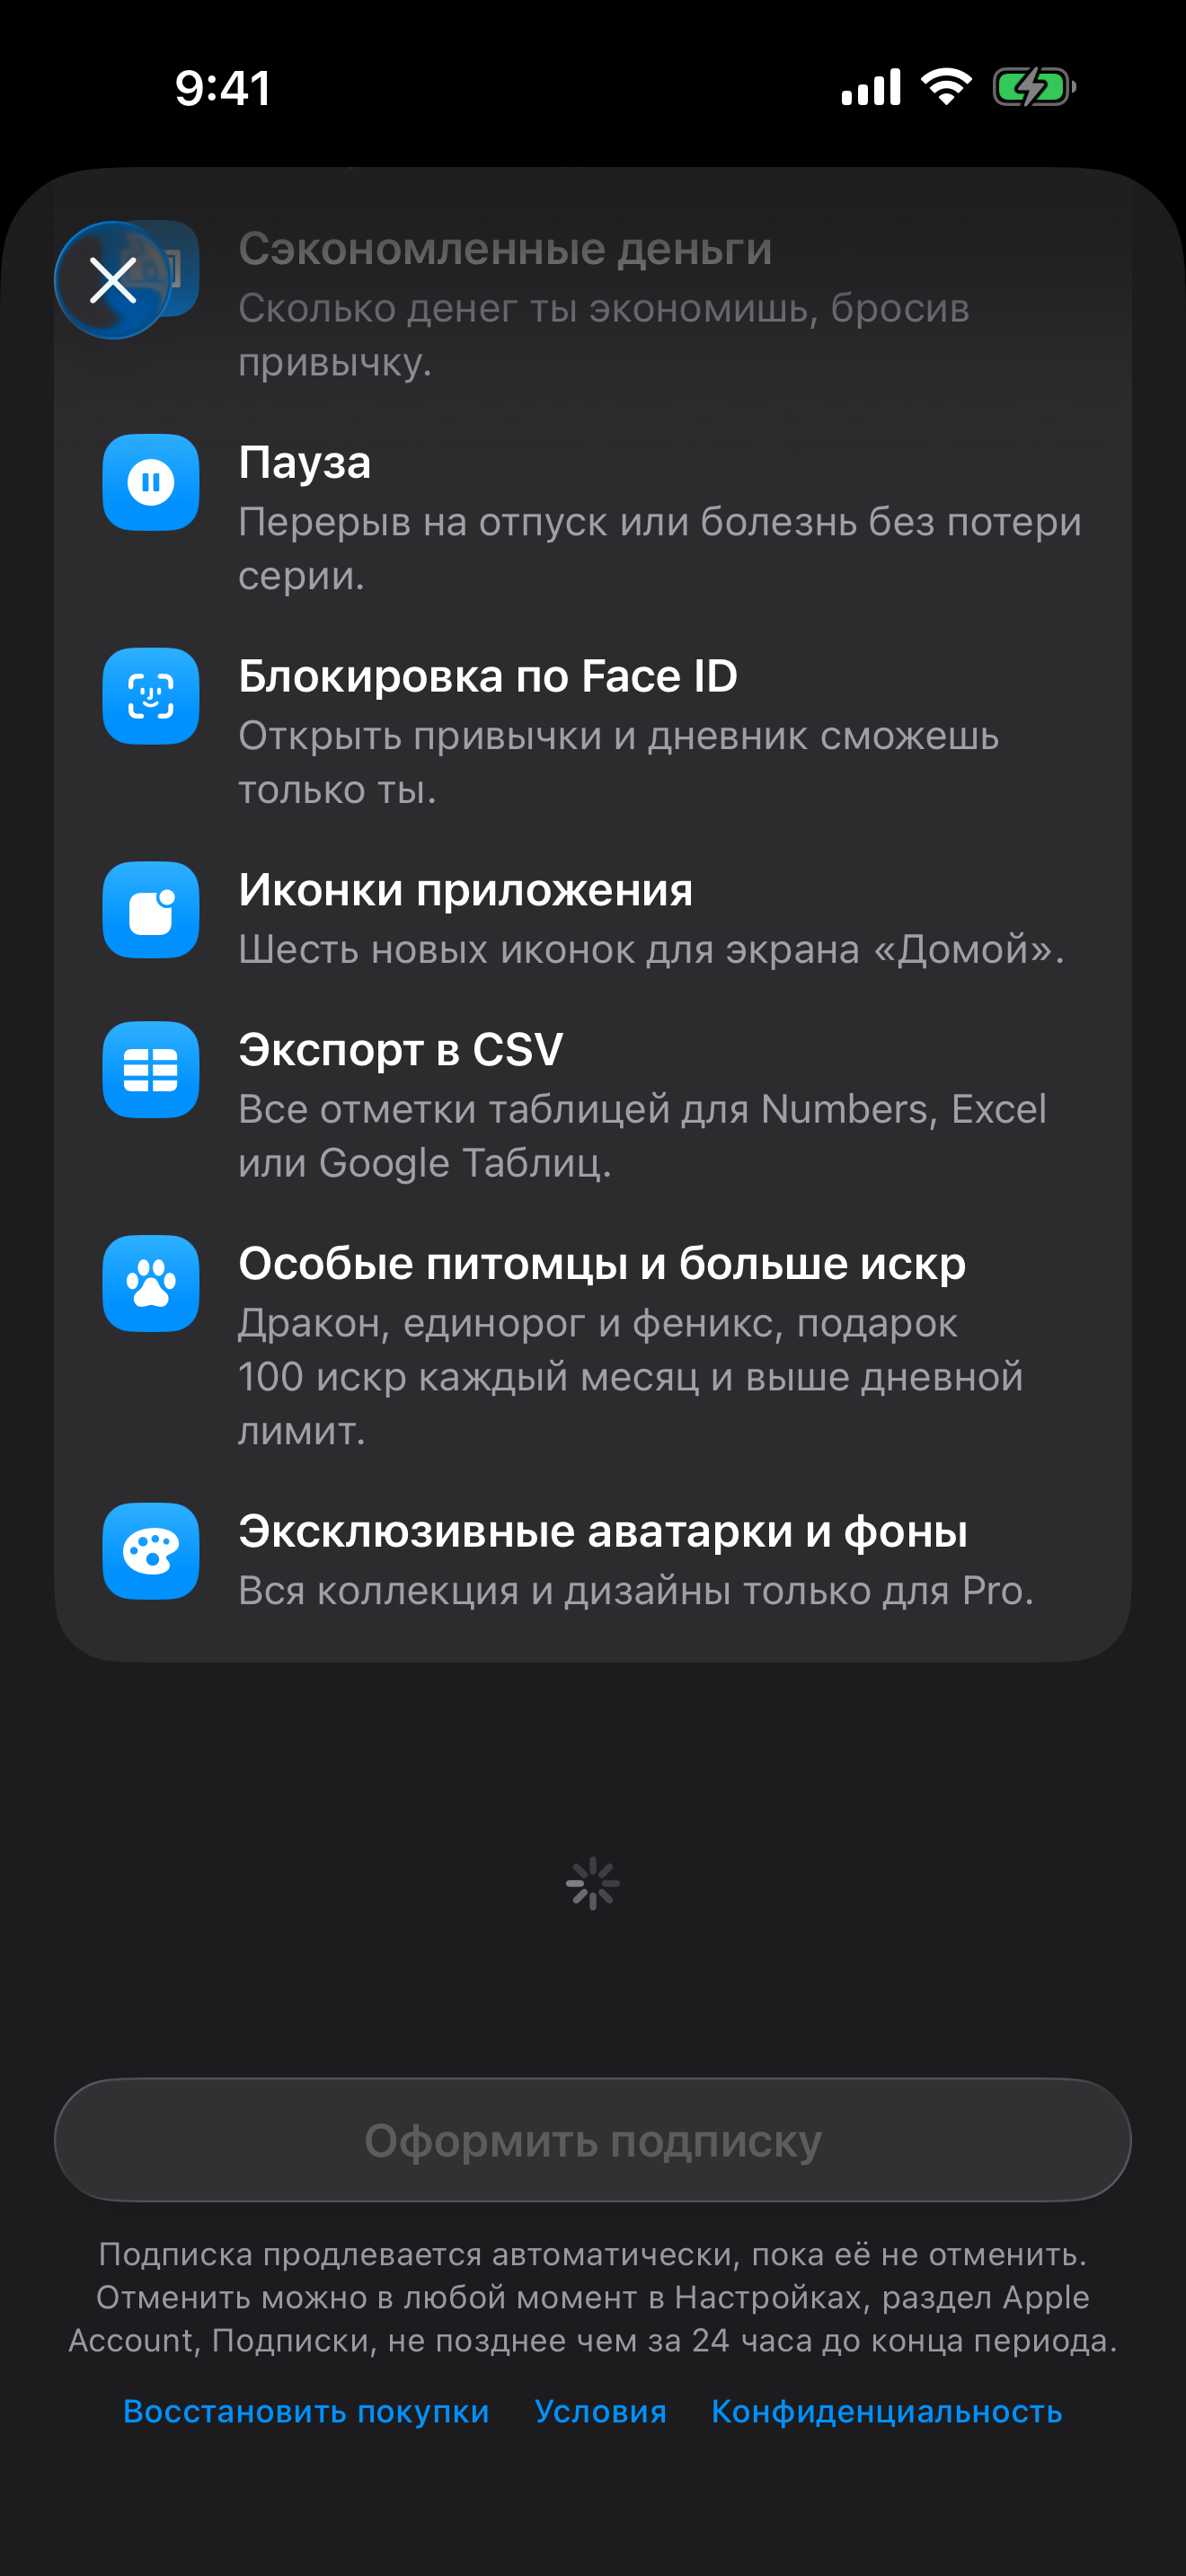 9:41
Сэкономленные деньги
Сколько денег ты экономишь, бросив
привычку.
Пауза
Перерыв на отпуск или болезнь без потери
серии.
Блокировка по Face ID
Открыть привычки и дневник сможешь
только ты.
Иконки приложения
Шесть новых иконок для экрана «Домой».
Экспорт в CSV
Все отметки таблицей для Numbers, Excel
или Google Таблиц.
Особые питомцы и больше искр
Дракон, единорог и феникс, подарок
100 искр каждый месяц и выше дневной
лимит.
Эксклюзивные аватарки и фоны
Вся коллекция и дизайны только для Pro.
Оформить подписку
Подписка продлевается автоматически, пока её не отменить.
Отменить можно в любой момент в Настройках, раздел Apple
Account, Подписки, не позднее чем за 24 часа до конца периода.
Восстановить покупки Условия Конфиденциальность